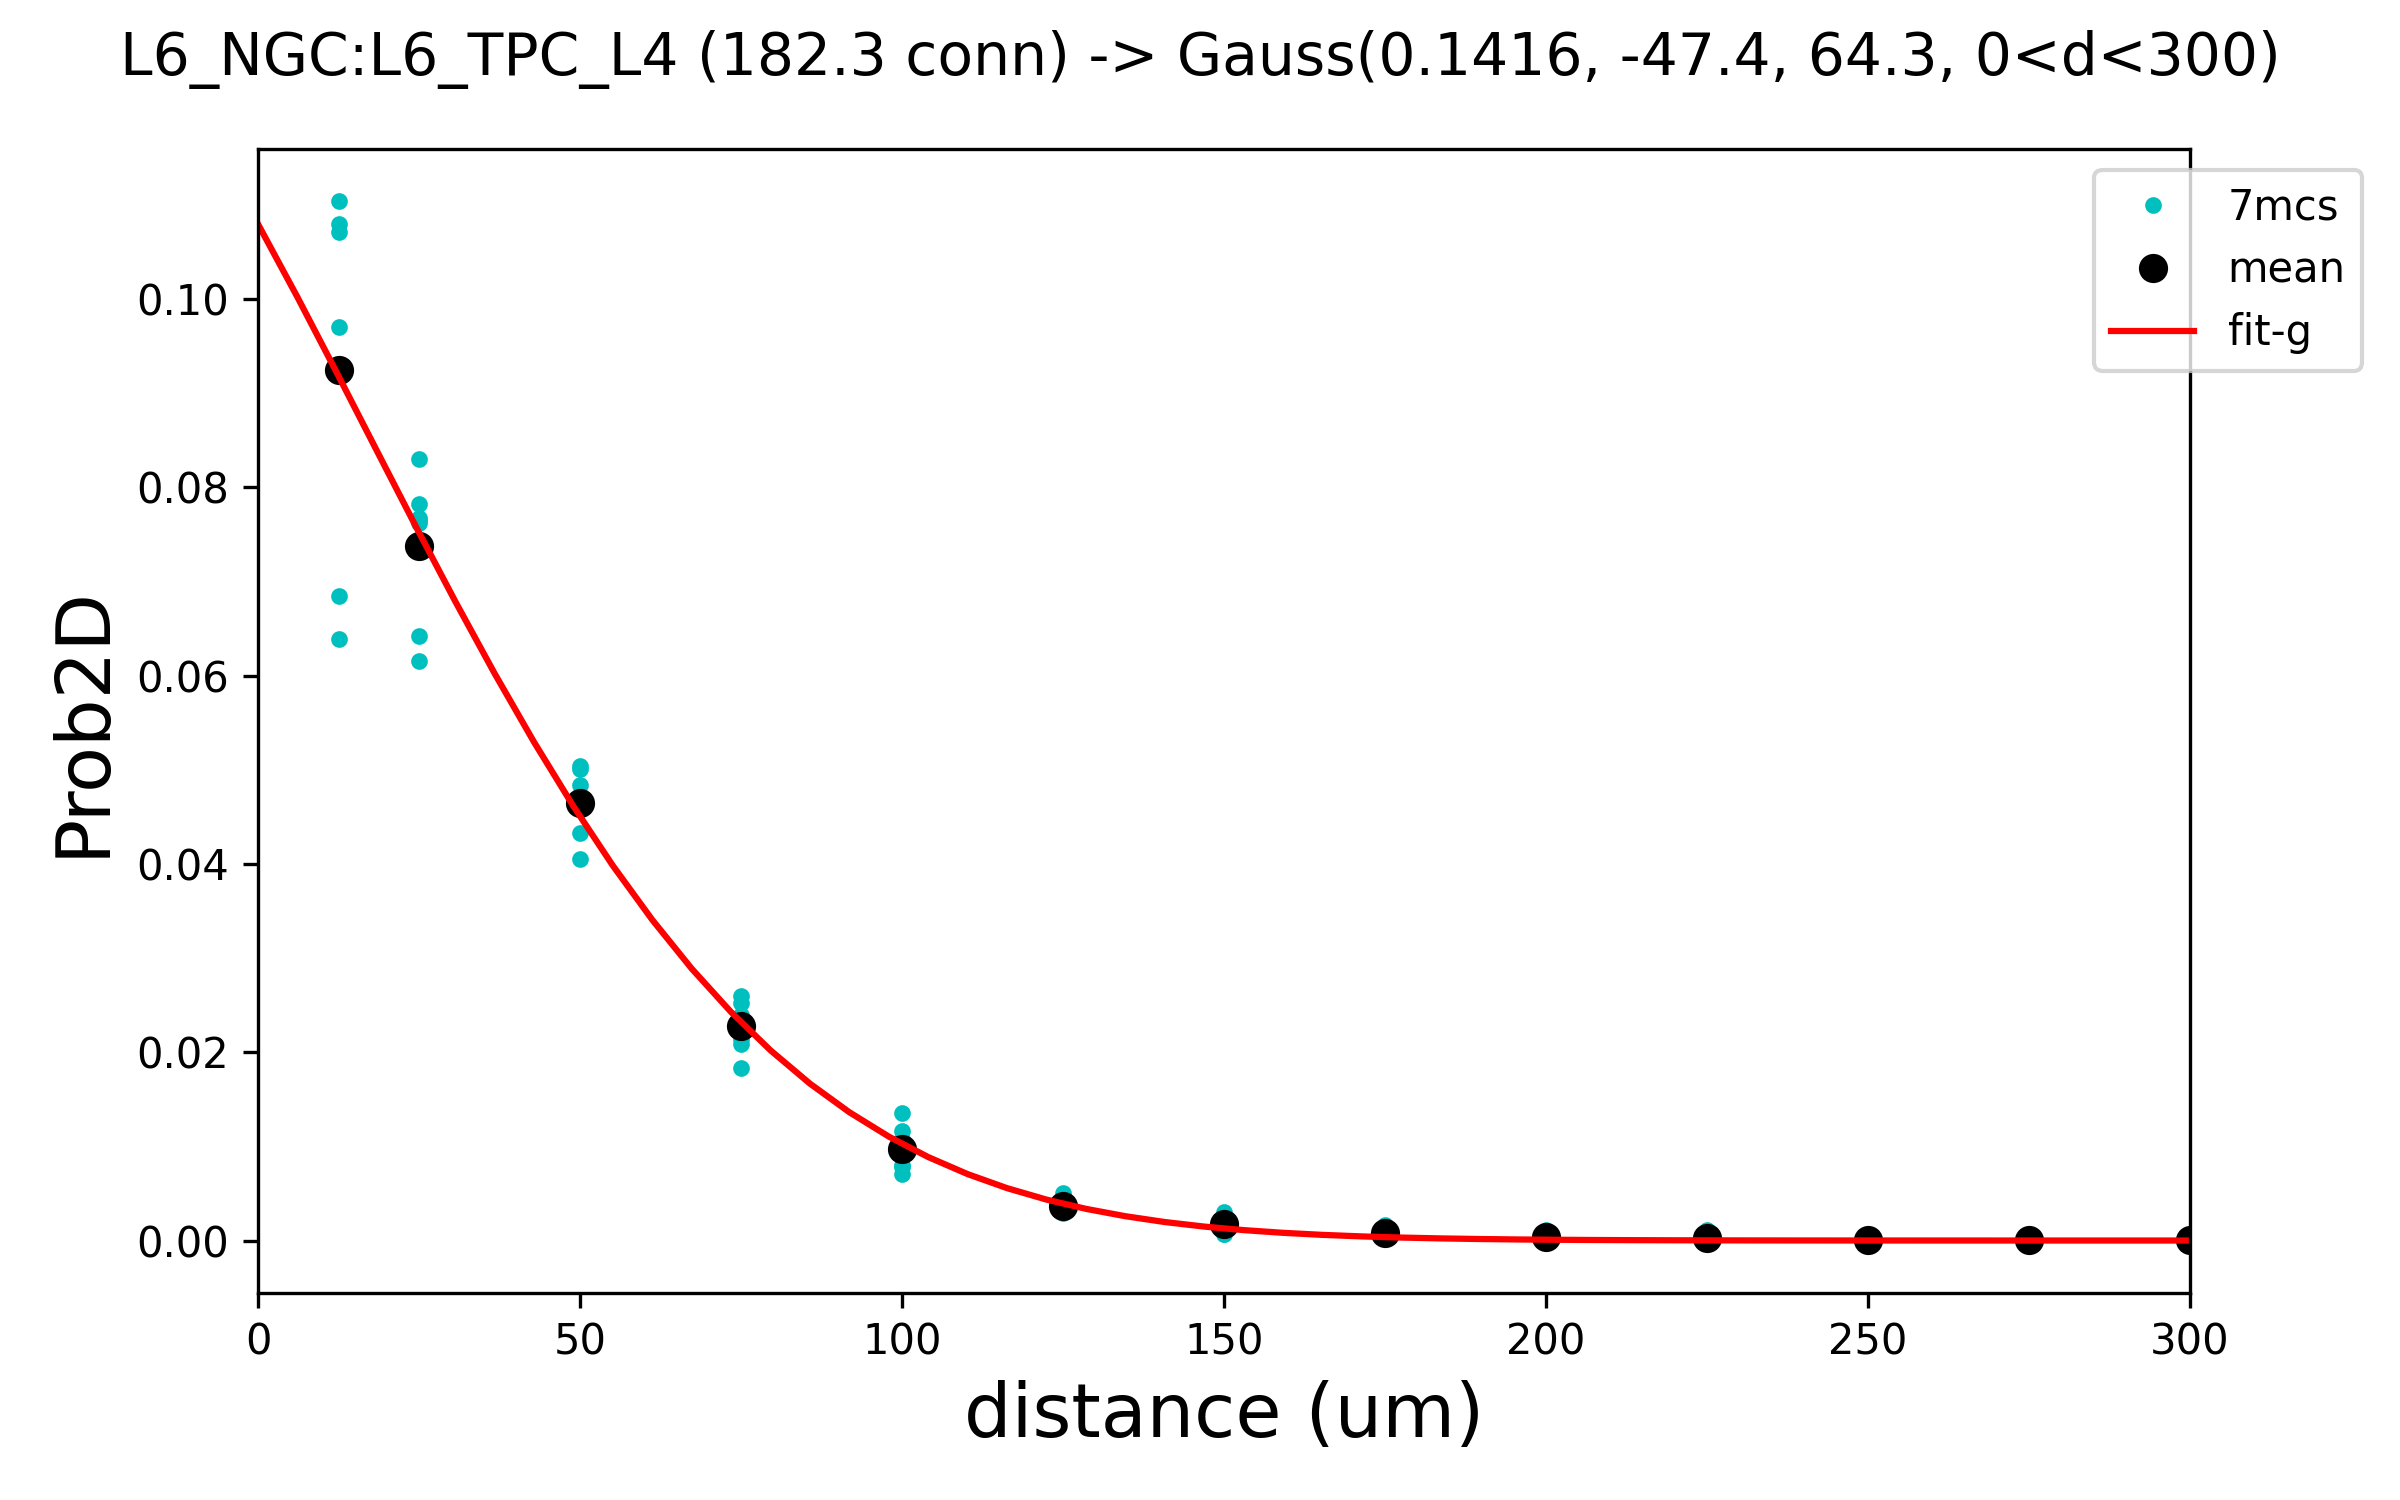 L6_NGC:L6_TPC_L4 (182.3 conn) -> Gauss(0.1416, -47.4, 64.3, 0<d<300)
7mcs
mean
fit-g
Prob2D
0.10
0.08
0.06
0.04
0.02
0.00
0 50 100 150 200 250 300
distance (um)